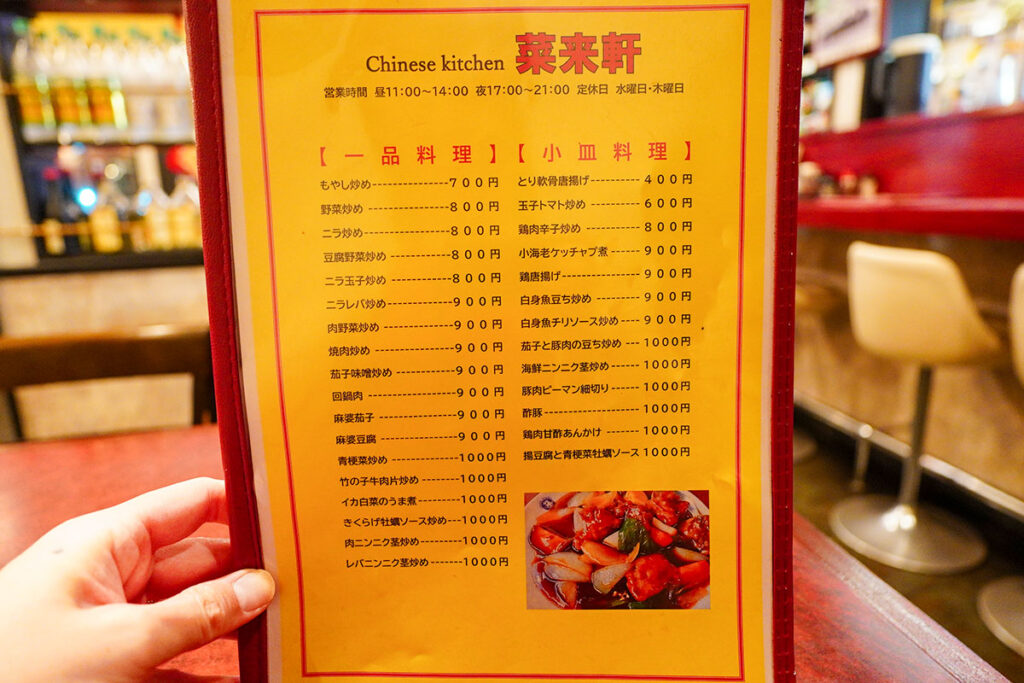 Chinese kitchen 菜来軒
営業時間 昼11:00～14:00 夜17:00～21:00 定休日 水曜日・木曜日
【一品料理】
もやし炒め---------------700円
野菜炒め ---------------800円
ニラ炒め----------------800円
豆腐野菜炒め -----------800円
ニラ玉子炒め------------800円
ニラレバ炒め------------900円
肉野菜炒め -------------900円
焼肉炒め ---------------900円
茄子味噌炒め------------900円
回鍋肉 -----------------900円
麻婆茄子 ---------------900円
麻婆豆腐 ---------------900円
青梗菜炒め -------------1000円
竹の子牛肉片炒め--------1000円
イカ白菜のうま煮---------1000円
きくらげ牡蠣ソース炒め---1000円
肉ニンニク茎炒め---------1000円
レバニンニク茎炒め-------1000円
【小皿料理】
とり軟骨唐揚げ----------400円
玉子トマト炒め ----------600円
鶏肉辛子炒め -----------800円
小海老ケッチャプ煮 ------900円
鶏唐揚げ----------------900円
白身魚豆ち炒め ---------900円
白身魚チリソース炒め ----900円
茄子と豚肉の豆ち炒め ---1000円
海鮮ニンニク茎炒め------1000円
豚肉ピーマン細切り------1000円
酢豚-------------------1000円
鶏肉甘酢あんかけ -------1000円
揚豆腐と青梗菜牡蠣ソース 1000円